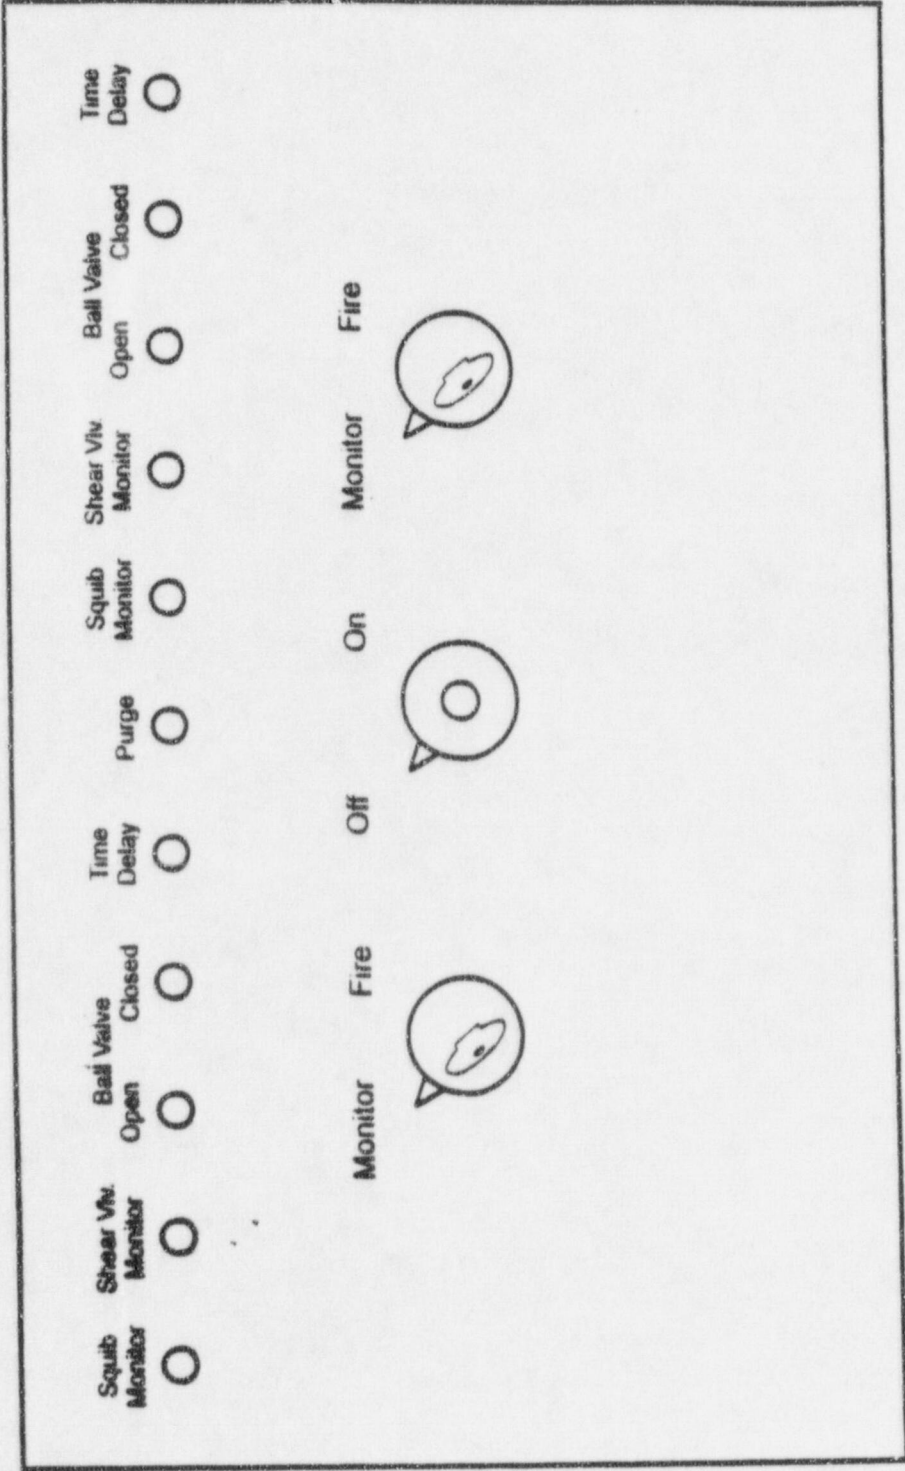 Squib
Monitor
Shear Vlv.
Monitor
Ball Valve
Open Closed
Time
Delay
Purge
Squib
Monitor
Shear Vlv
Monitor
Ball Valve
Open Closed
Time
Delay
Monitor Fire
Off On
Monitor Fire